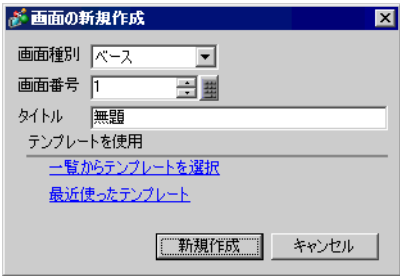 画面の新規作成
画面種別 ベース
画面番号 1
タイトル 無題
テンプレートを使用
一覧からテンプレートを選択
最近使ったテンプレート
新規作成 キャンセル